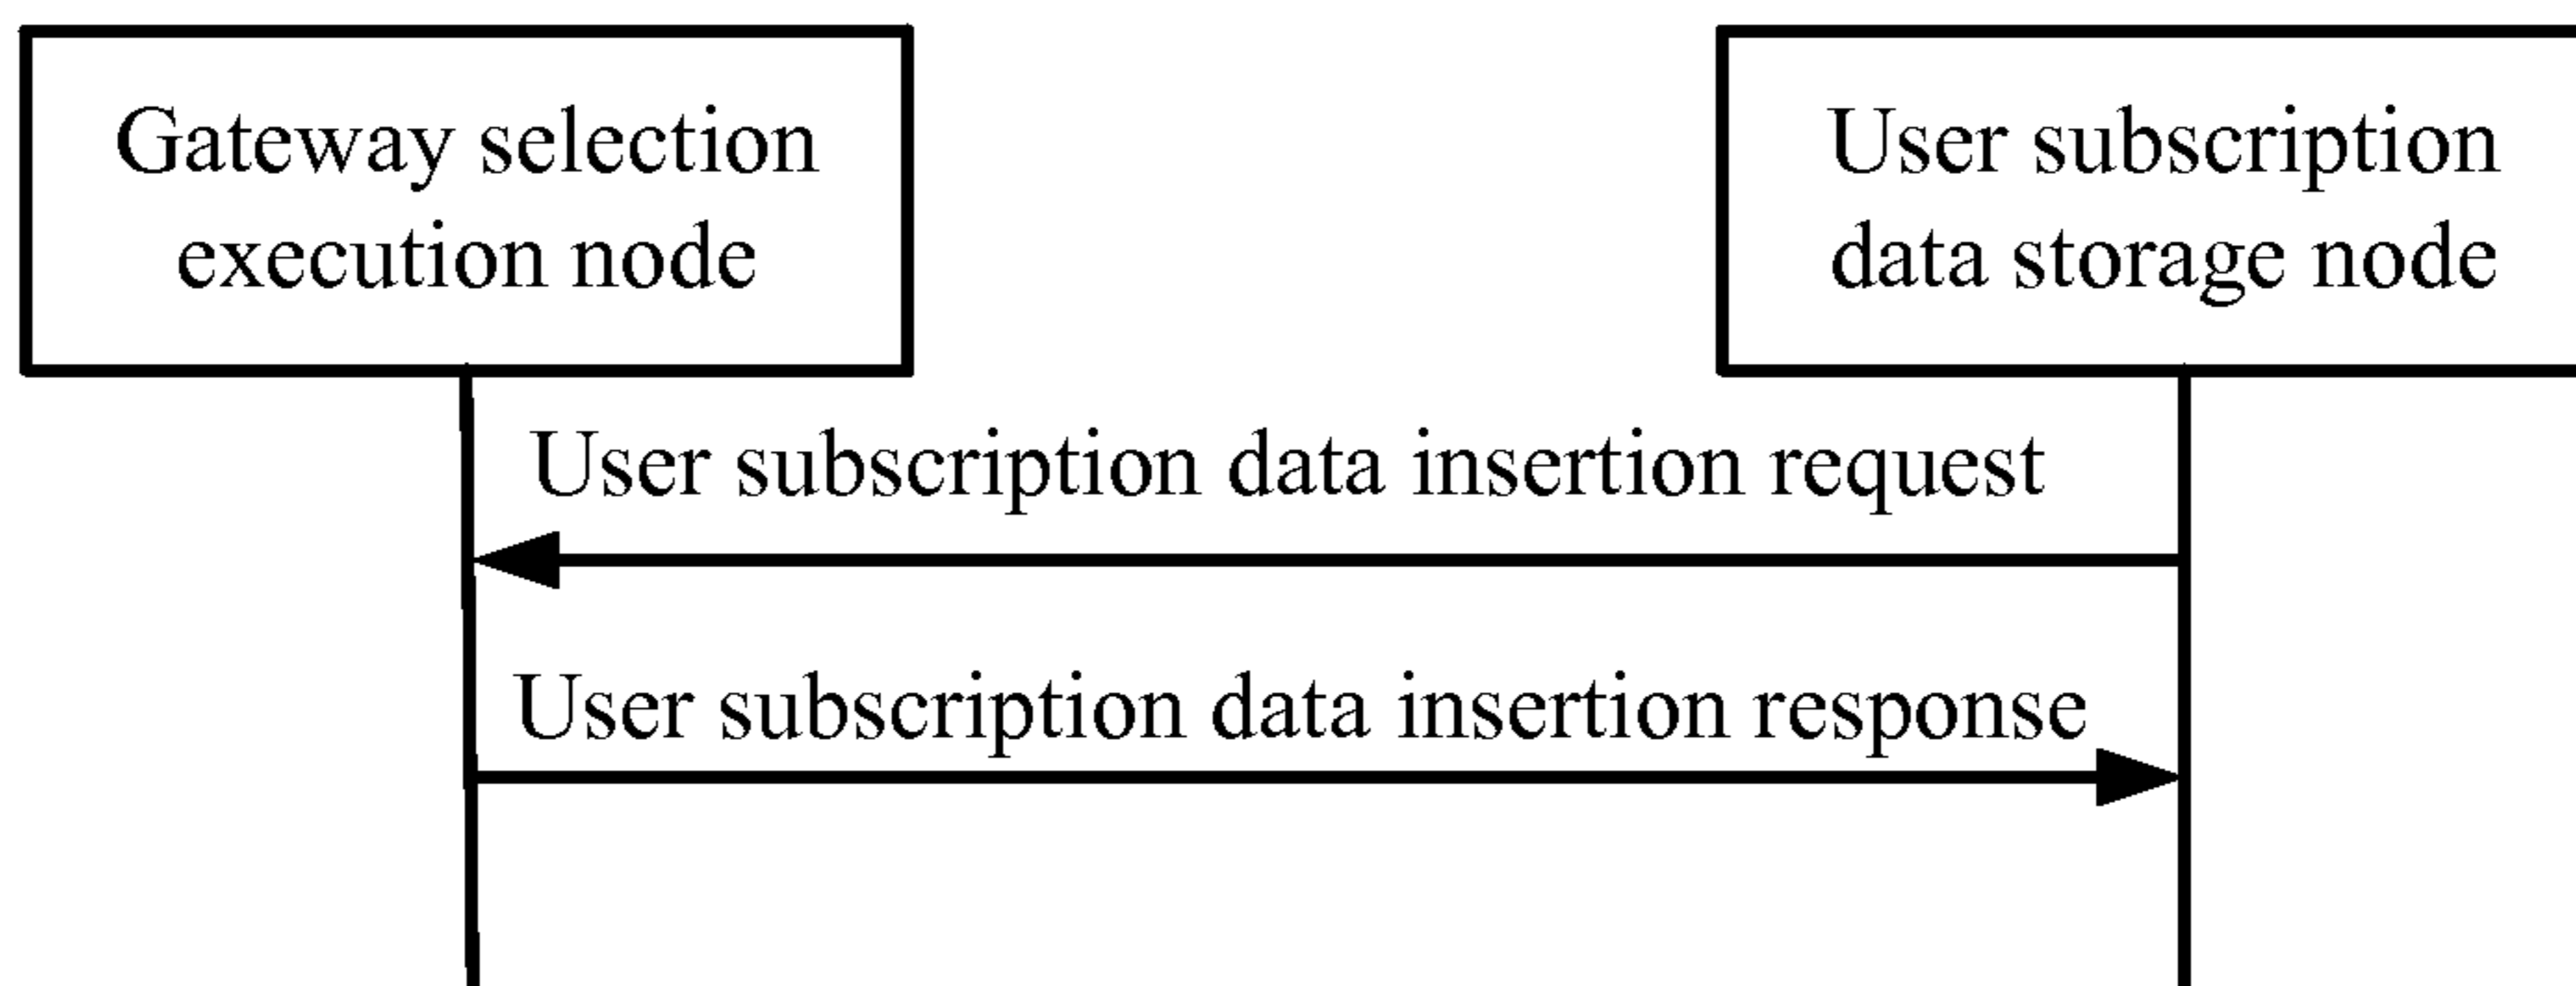 Gateway selection
execution node
User subscription
data storage node
User subscription data insertion request
User subscription data insertion response